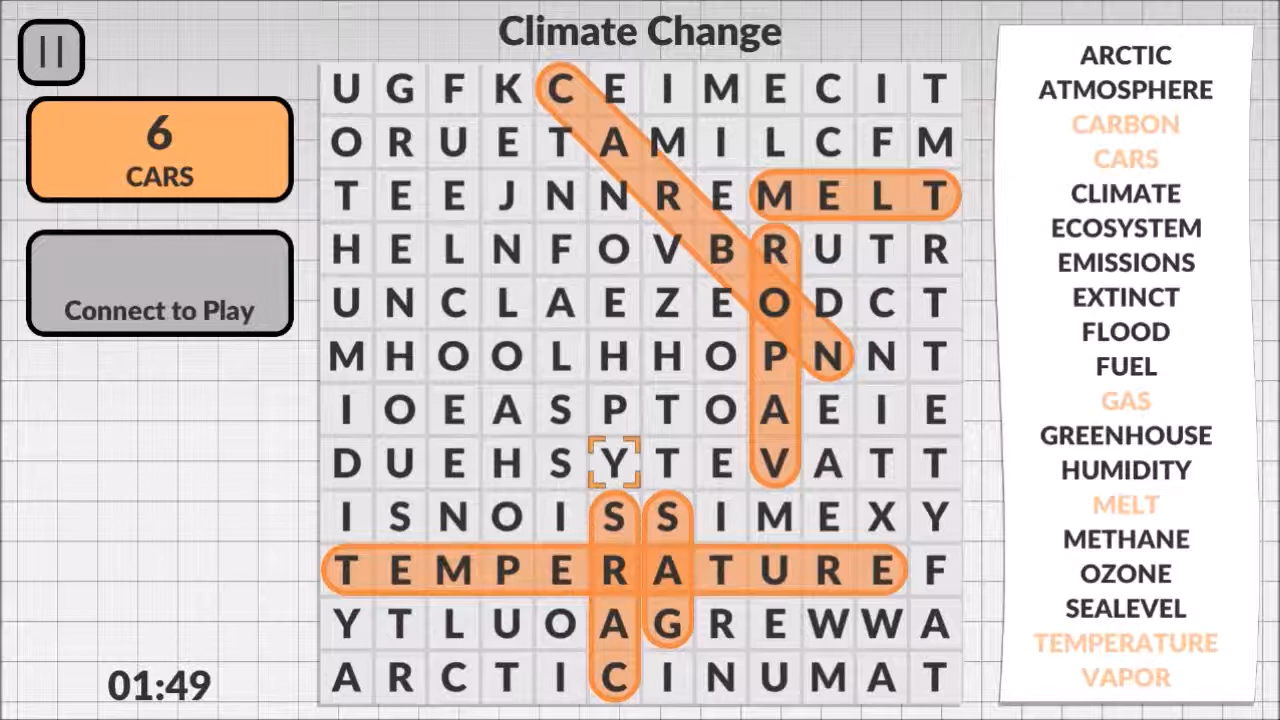 Climate Change
6
CARS
Connect to Play
01:49
U G F K C E I M E C I T
O R U E T A M I L C F M
T E E J N N R E M E L T
H E L N F O V B R U T R
U N C L A E Z E O D C T
M H O O L H H O P N N T
I O E A S P T O A E I E
D U E H S Y T E V A T T
I S N O I S S I M E X Y
T E M P E R A T U R E F
Y T L U O A G R E W W A
A R C T I C I N U M A T
ARCTIC
ATMOSPHERE
CARBON
CARS
CLIMATE
ECOSYSTEM
EMISSIONS
EXTINCT
FLOOD
FUEL
GAS
GREENHOUSE
HUMIDITY
MELT
METHANE
OZONE
SEALEVEL
TEMPERATURE
VAPOR